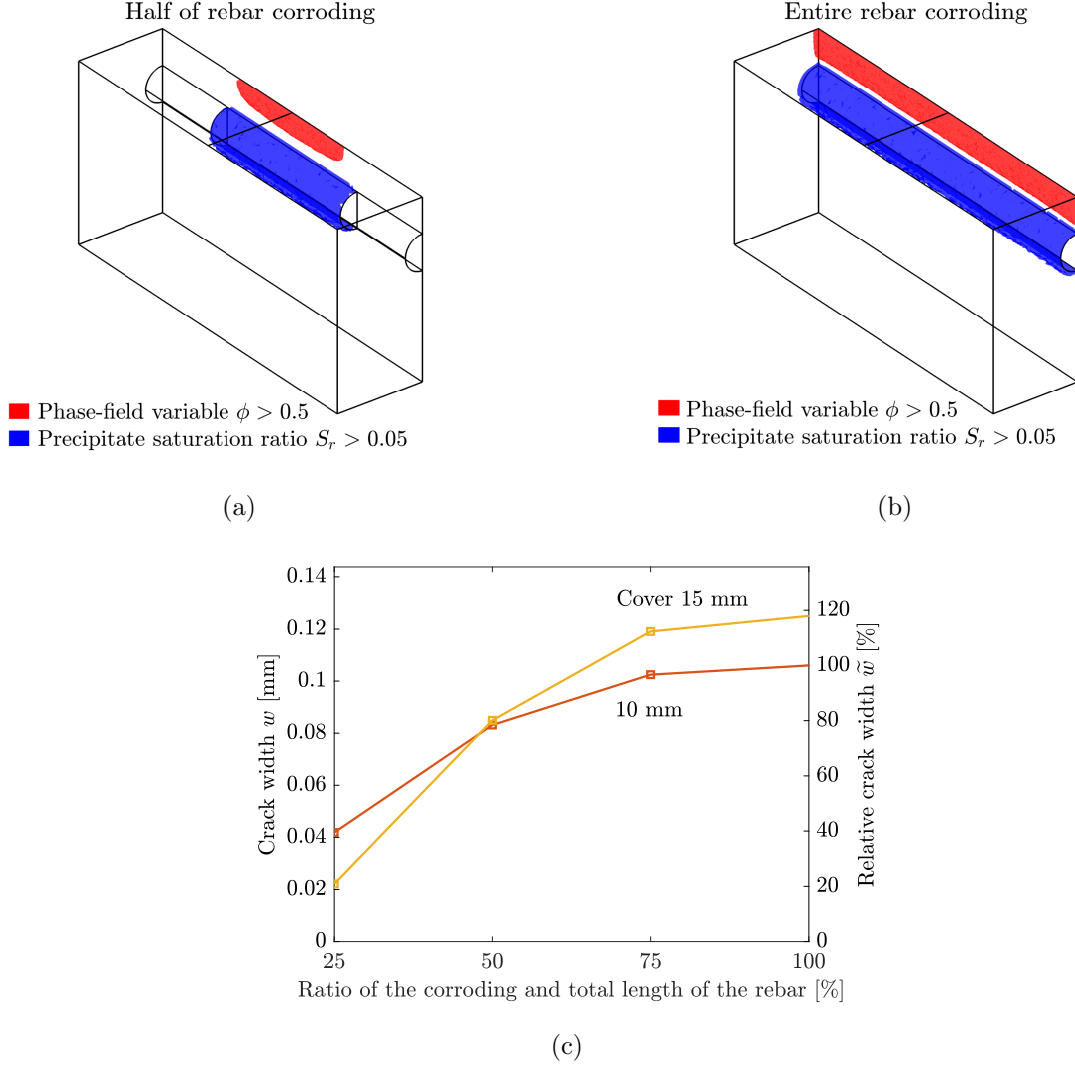 Half of rebar corroding
Phase-field variable ϕ > 0.5
Precipitate saturation ratio Sᵣ > 0.05
(a)
Entire rebar corroding
Phase-field variable ϕ > 0.5
Precipitate saturation ratio Sᵣ > 0.05
(b)
Crack width w [mm]
0.14
0.12
0.1
0.08
0.06
0.04
0.02
0
Cover 15 mm
10 mm
120
100
80
60
40
20
0
Relative crack width w̃ [%]
25 50 75 100
Ratio of the corroding and total length of the rebar [%]
(c)